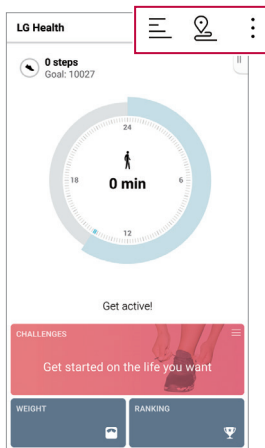 LG Health
0 steps
Goal: 10027
24
18
6
0 min
12
Get active!
CHALLENGES
Get started on the life you want
WEIGHT
RANKING